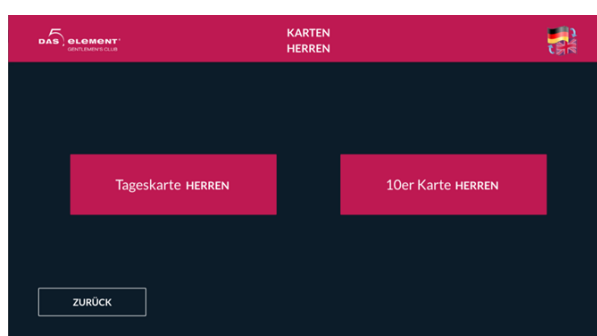 DAS 5 ELEMENT
GENTLEMEN'S CLUB
KARTEN
HERREN
Tageskarte HERREN
10er Karte HERREN
ZURÜCK